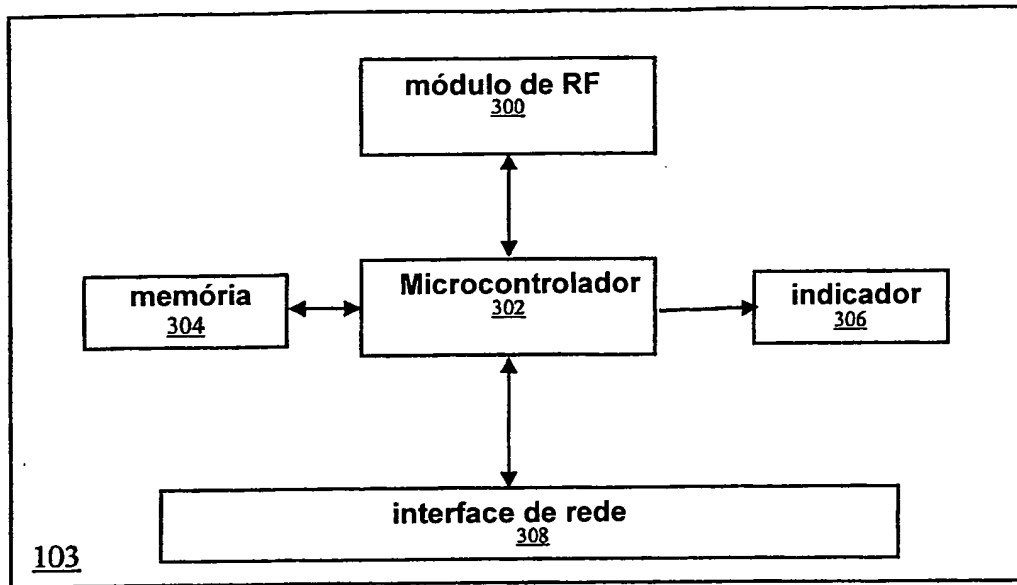 módulo de RF
300
memória
304
Microcontrolador
302
indicador
306
interface de rede
308
103